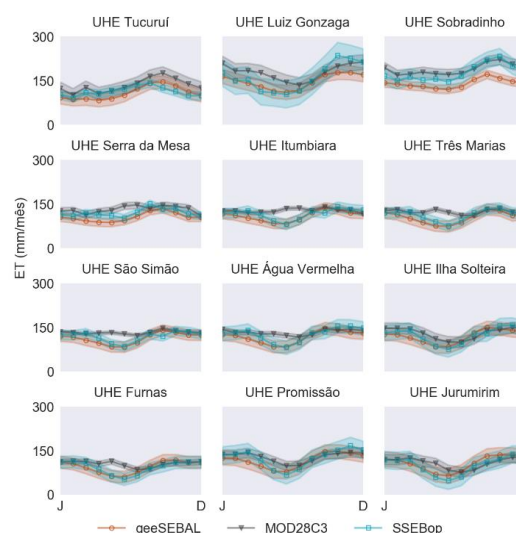 UHE Tucuruí UHE Luiz Gonzaga UHE Sobradinho
300
150
0
UHE Serra da Mesa UHE Itumbiara UHE Três Marias
300
150
0
ET (mm/mês)
UHE São Simão UHE Água Vermelha UHE Ilha Solteira
300
150
0
UHE Furnas UHE Promissão UHE Jurumirim
300
150
0
J D J D J
geeSEBAL MOD28C3 SSEBop